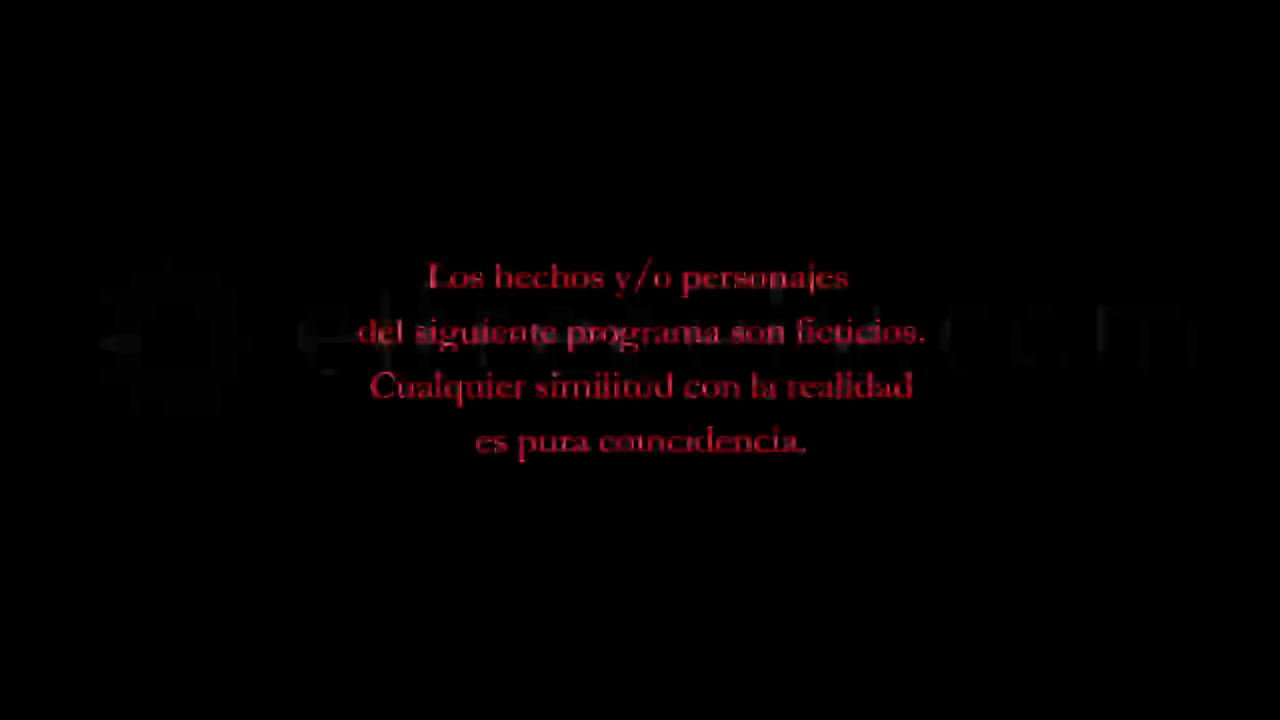 Los hechos y/o personajes
del siguiente programa son ficticios.
Cualquier similitud con la realidad
es pura coincidencia.